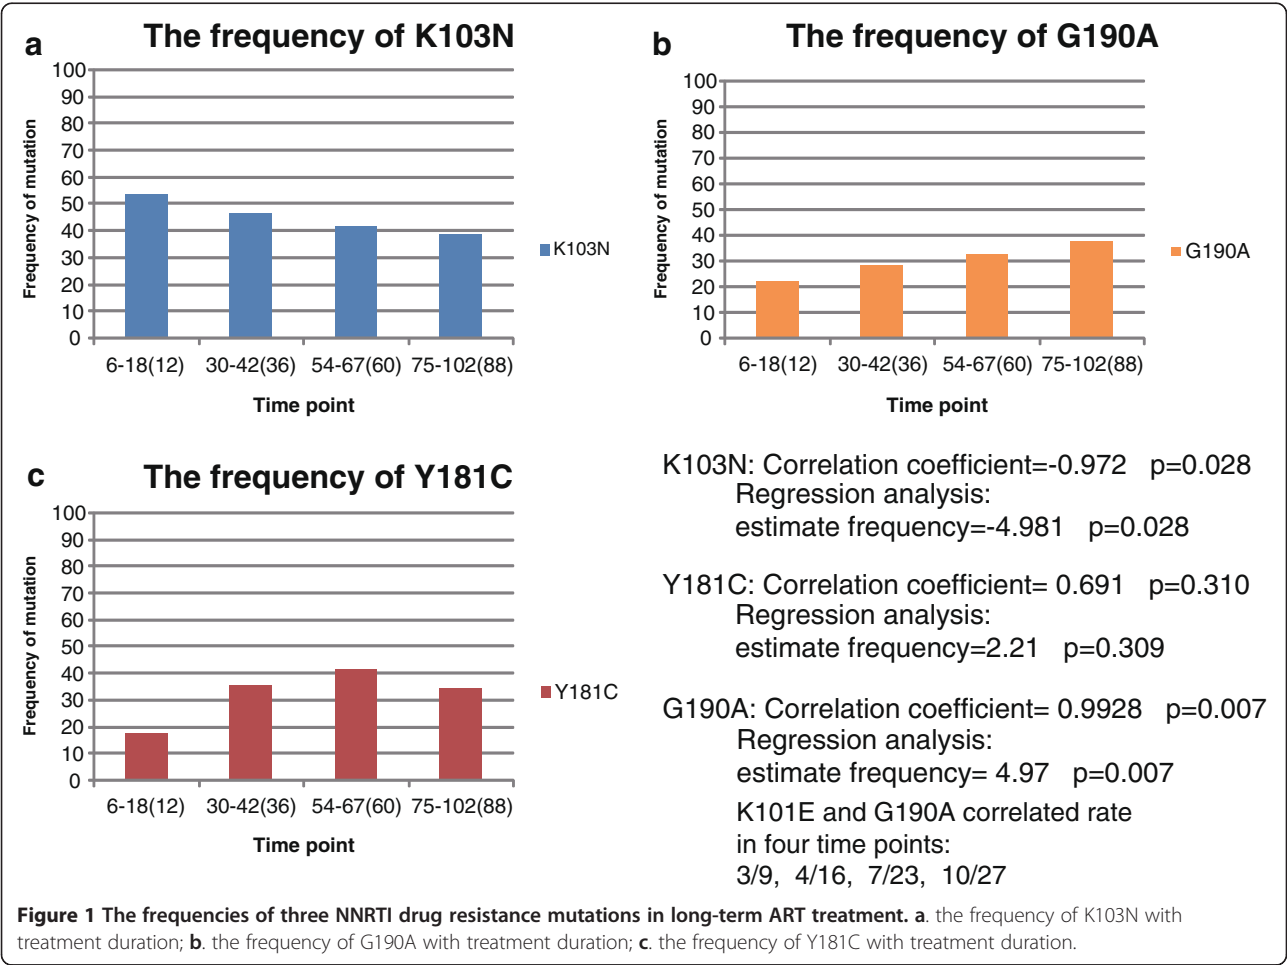 a The frequency of K103N
100
90
80
70
60
50
40
30
20
10
0
Frequency of mutation
6-18(12) 30-42(36) 54-67(60) 75-102(88)
Time point
K103N
b The frequency of G190A
100
90
80
70
60
50
40
30
20
10
0
Frequency of mutation
6-18(12) 30-42(36) 54-67(60) 75-102(88)
Time point
G190A
c The frequency of Y181C
100
90
80
70
60
50
40
30
20
10
0
Frequency of mutation
6-18(12) 30-42(36) 54-67(60) 75-102(88)
Time point
Y181C
K103N: Correlation coefficient=-0.972 p=0.028
Regression analysis:
estimate frequency=-4.981 p=0.028
Y181C: Correlation coefficient= 0.691 p=0.310
Regression analysis:
estimate frequency=2.21 p=0.309
G190A: Correlation coefficient= 0.9928 p=0.007
Regression analysis:
estimate frequency= 4.97 p=0.007
K101E and G190A correlated rate
in four time points:
3/9, 4/16, 7/23, 10/27
Figure 1 The frequencies of three NNRTI drug resistance mutations in long-term ART treatment. a. the frequency of K103N with
treatment duration; b. the frequency of G190A with treatment duration; c. the frequency of Y181C with treatment duration.